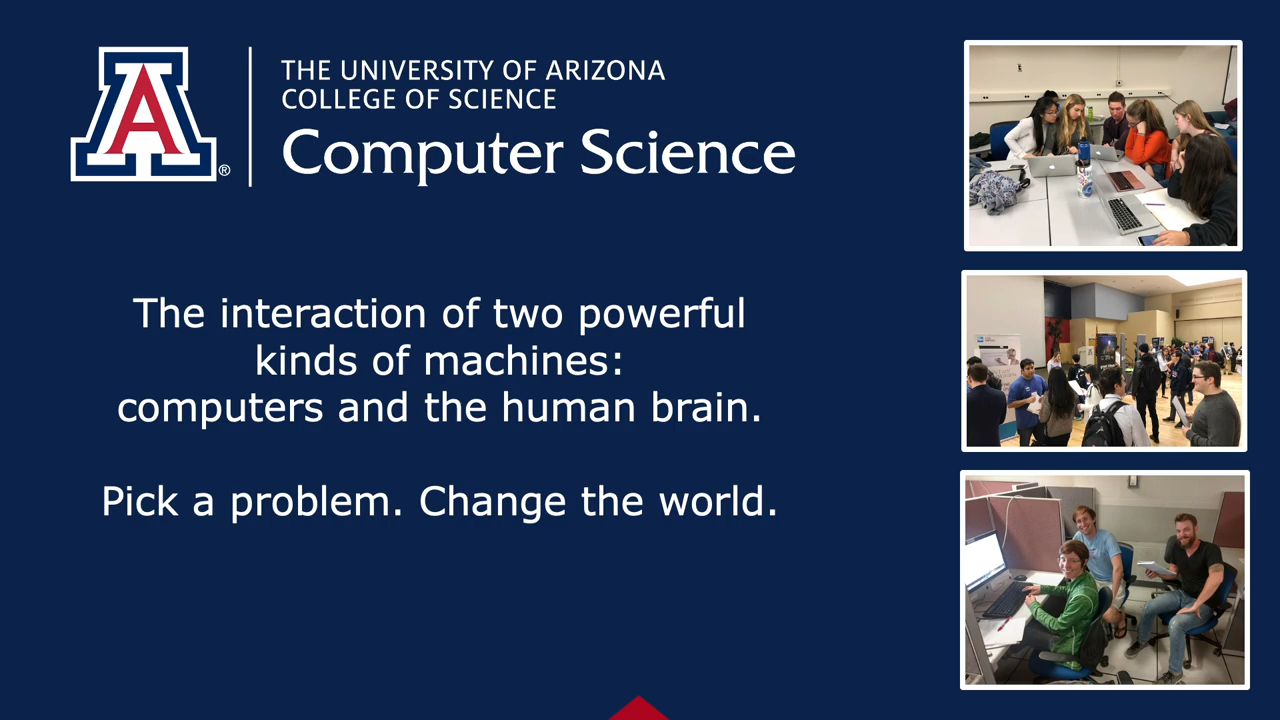 A®
THE UNIVERSITY OF ARIZONA
COLLEGE OF SCIENCE
Computer Science
The interaction of two powerful
kinds of machines:
computers and the human brain.
Pick a problem. Change the world.